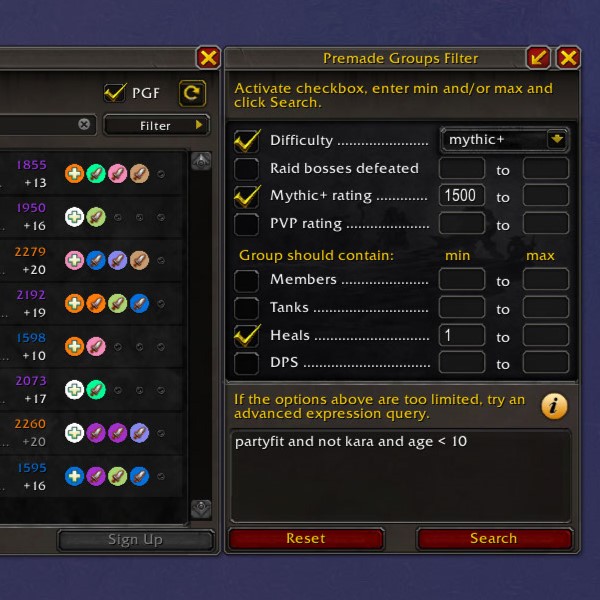 PGF
Filter
1855
+13
1950
+16
2279
+20
2192
+19
1598
+10
2073
+17
2260
+20
1595
+16
Sign Up
Premade Groups Filter
Activate checkbox, enter min and/or max and
click Search.
Difficulty ...................... mythic+
Raid bosses defeated to
Mythic+ rating ............ 1500 to
PVP rating .................... to
Group should contain: min max
Members ...................... to
Tanks ............................ to
Heals ............................ 1 to
DPS ............................... to
If the options above are too limited, try an
advanced expression query.
i
partyfit and not kara and age < 10
Reset Search